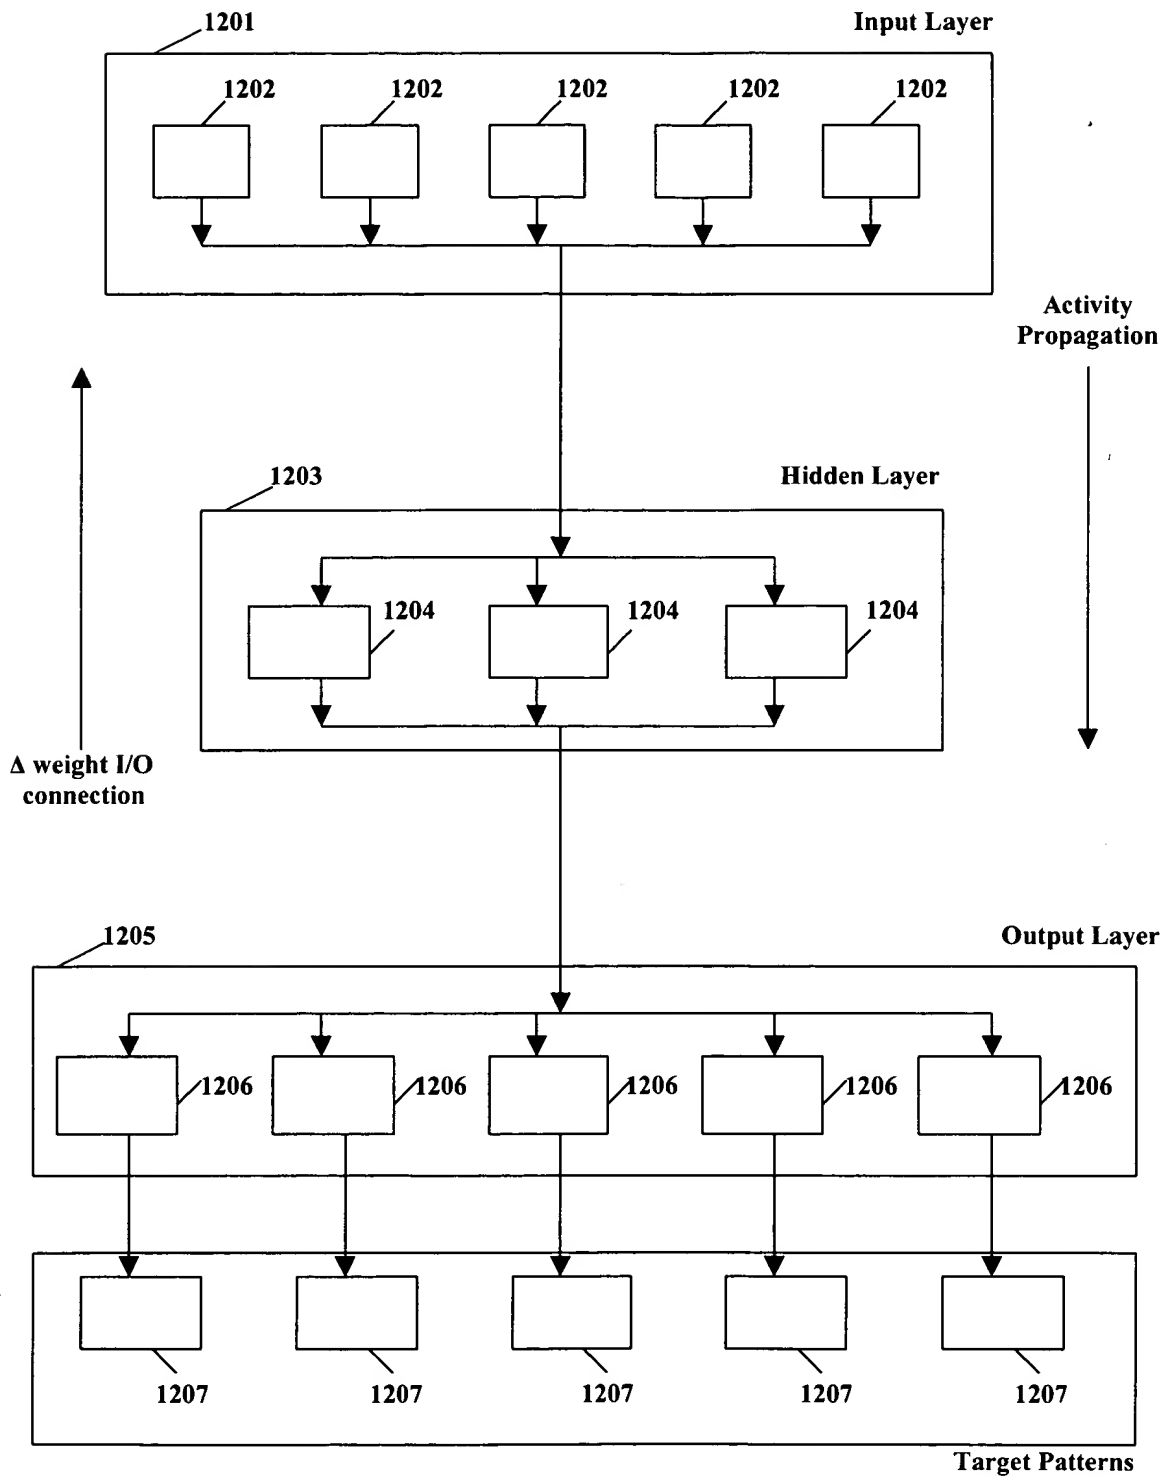 1201
Input Layer
1202
1202
1202
1202
1202
Activity
Propagation
1203
Hidden Layer
1204
1204
1204
Δ weight I/O
connection
1205
Output Layer
1206
1206
1206
1206
1206
1207
1207
1207
1207
1207
Target Patterns